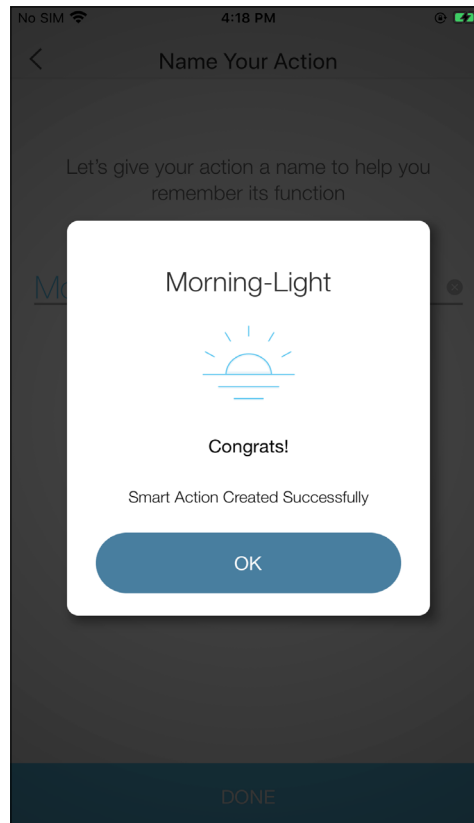 No SIM 4:18 PM
Name Your Action
Let's give your action a name to help you
remember its function
Mo
Morning-Light
Congrats!
Smart Action Created Successfully
OK
DONE